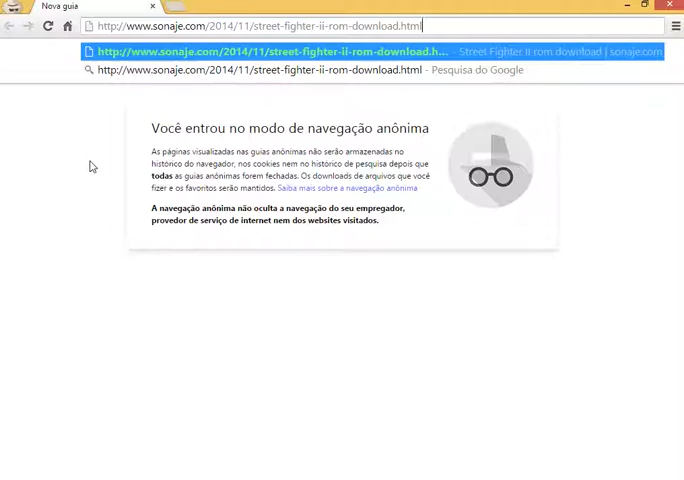 Nova guia
http://www.sonaje.com/2014/11/street-fighter-ii-rom-download.html
http://www.sonaje.com/2014/11/street-fighter-ii-rom-download.h... - Street Fighter II rom download | sonaje.com
http://www.sonaje.com/2014/11/street-fighter-ii-rom-download.html - Pesquisa do Google
Você entrou no modo de navegação anônima
As páginas visualizadas nas guias anônimas não serão armazenadas no
histórico do navegador, nos cookies nem no histórico de pesquisa depois que
todas as guias anônimas forem fechadas. Os downloads de arquivos que você
fizer e os favoritos serão mantidos. Saiba mais sobre a navegação anônima
A navegação anônima não oculta a navegação do seu empregador,
provedor de serviço de internet nem dos websites visitados.